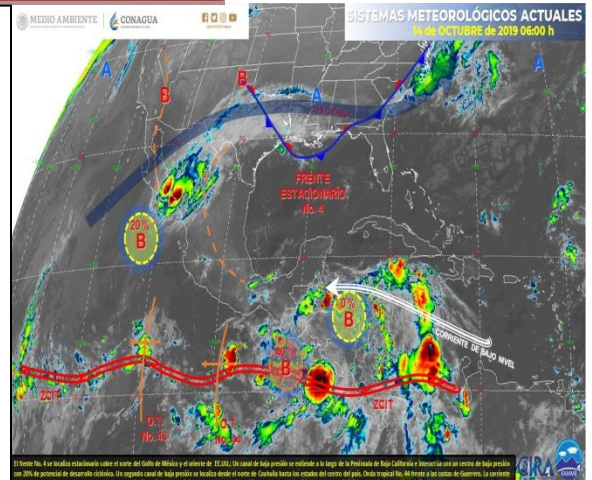 MEDIO AMBIENTE
CONAGUA
SISTEMAS METEOROLÓGICOS ACTUALES
14 de OCTUBRE de 2019 06:00 h
A
B
B
A
A
FRENTE
ESTACIONARIO
No. 4
20%
B
B
B
CORRIENTE DE BAJO NIVEL
ZCIT
ZCIT
O.T.
O.T.
El frente No. 4 se localiza estacionario sobre el norte del Golfo de México y el oriente de EE.UU.; Un canal de baja presión se extiende a lo largo de la Península de Baja California e interactúa con un centro de baja presión
con 20% de potencial de desarrollo ciclónico. Un segundo canal de baja presión se localiza desde el norte de Coahuila hasta los estados del centro del país. Onda tropical No. 44 frente a las costas de Guerrero. La corriente
CIRA
RAMMB